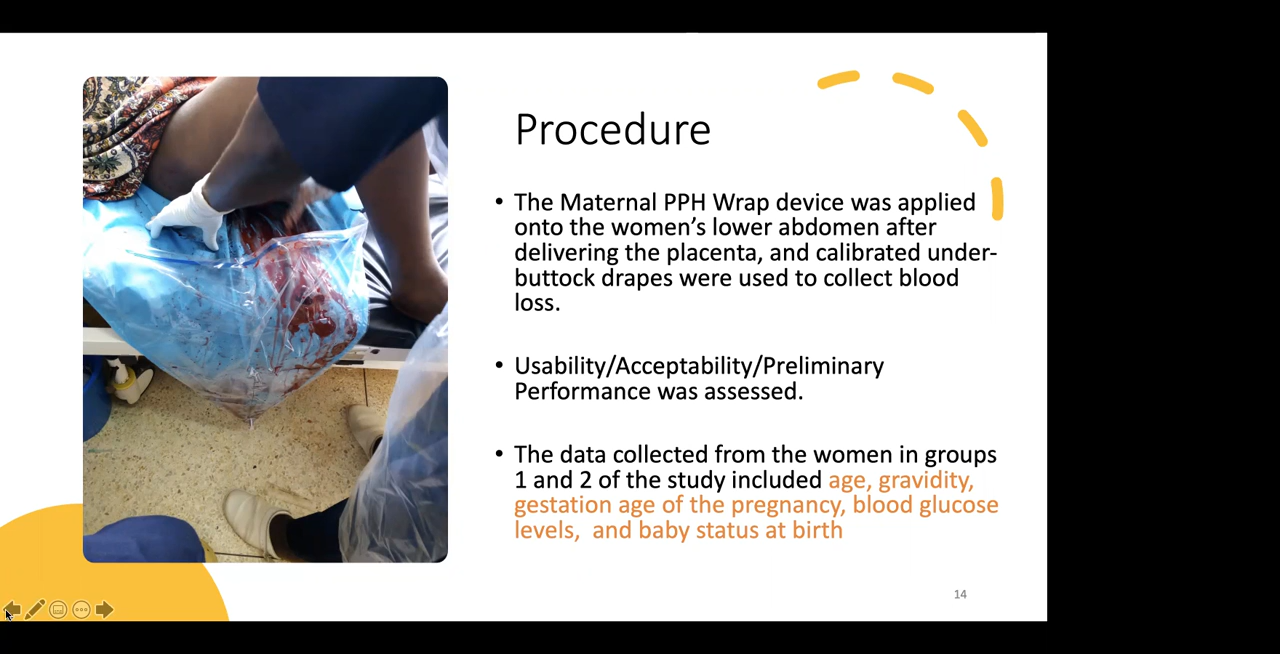 Procedure
• The Maternal PPH Wrap device was applied
onto the women’s lower abdomen after
delivering the placenta, and calibrated under-
buttock drapes were used to collect blood
loss.
• Usability/Acceptability/Preliminary
Performance was assessed.
• The data collected from the women in groups
1 and 2 of the study included age, gravidity,
gestation age of the pregnancy, blood glucose
levels,  and baby status at birth
14